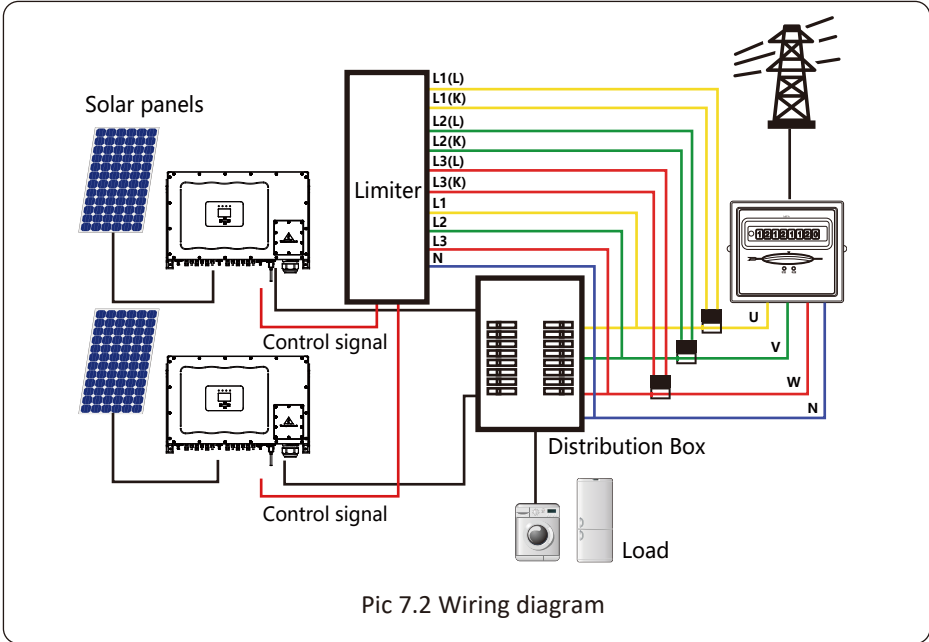 Solar panels
Limiter
L1(L)
L1(K)
L2(L)
L2(K)
L3(L)
L3(K)
L1
L2
L3
N
12121120
U
V
W
N
Control signal
Distribution Box
Control signal
Load
Pic 7.2 Wiring diagram